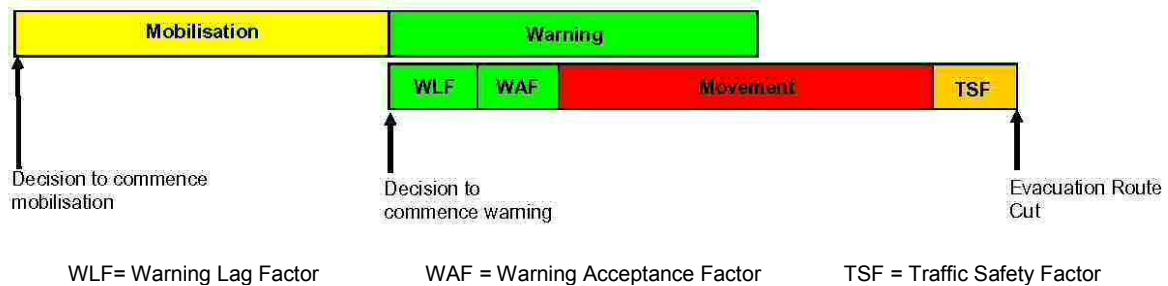 Mobilisation
Warning
WLF
WAF
Movement
TSF
Decision to commence
mobilisation
Decision to
commence warning
Evacuation Route
Cut
WLF= Warning Lag Factor
WAF = Warning Acceptance Factor
TSF = Traffic Safety Factor